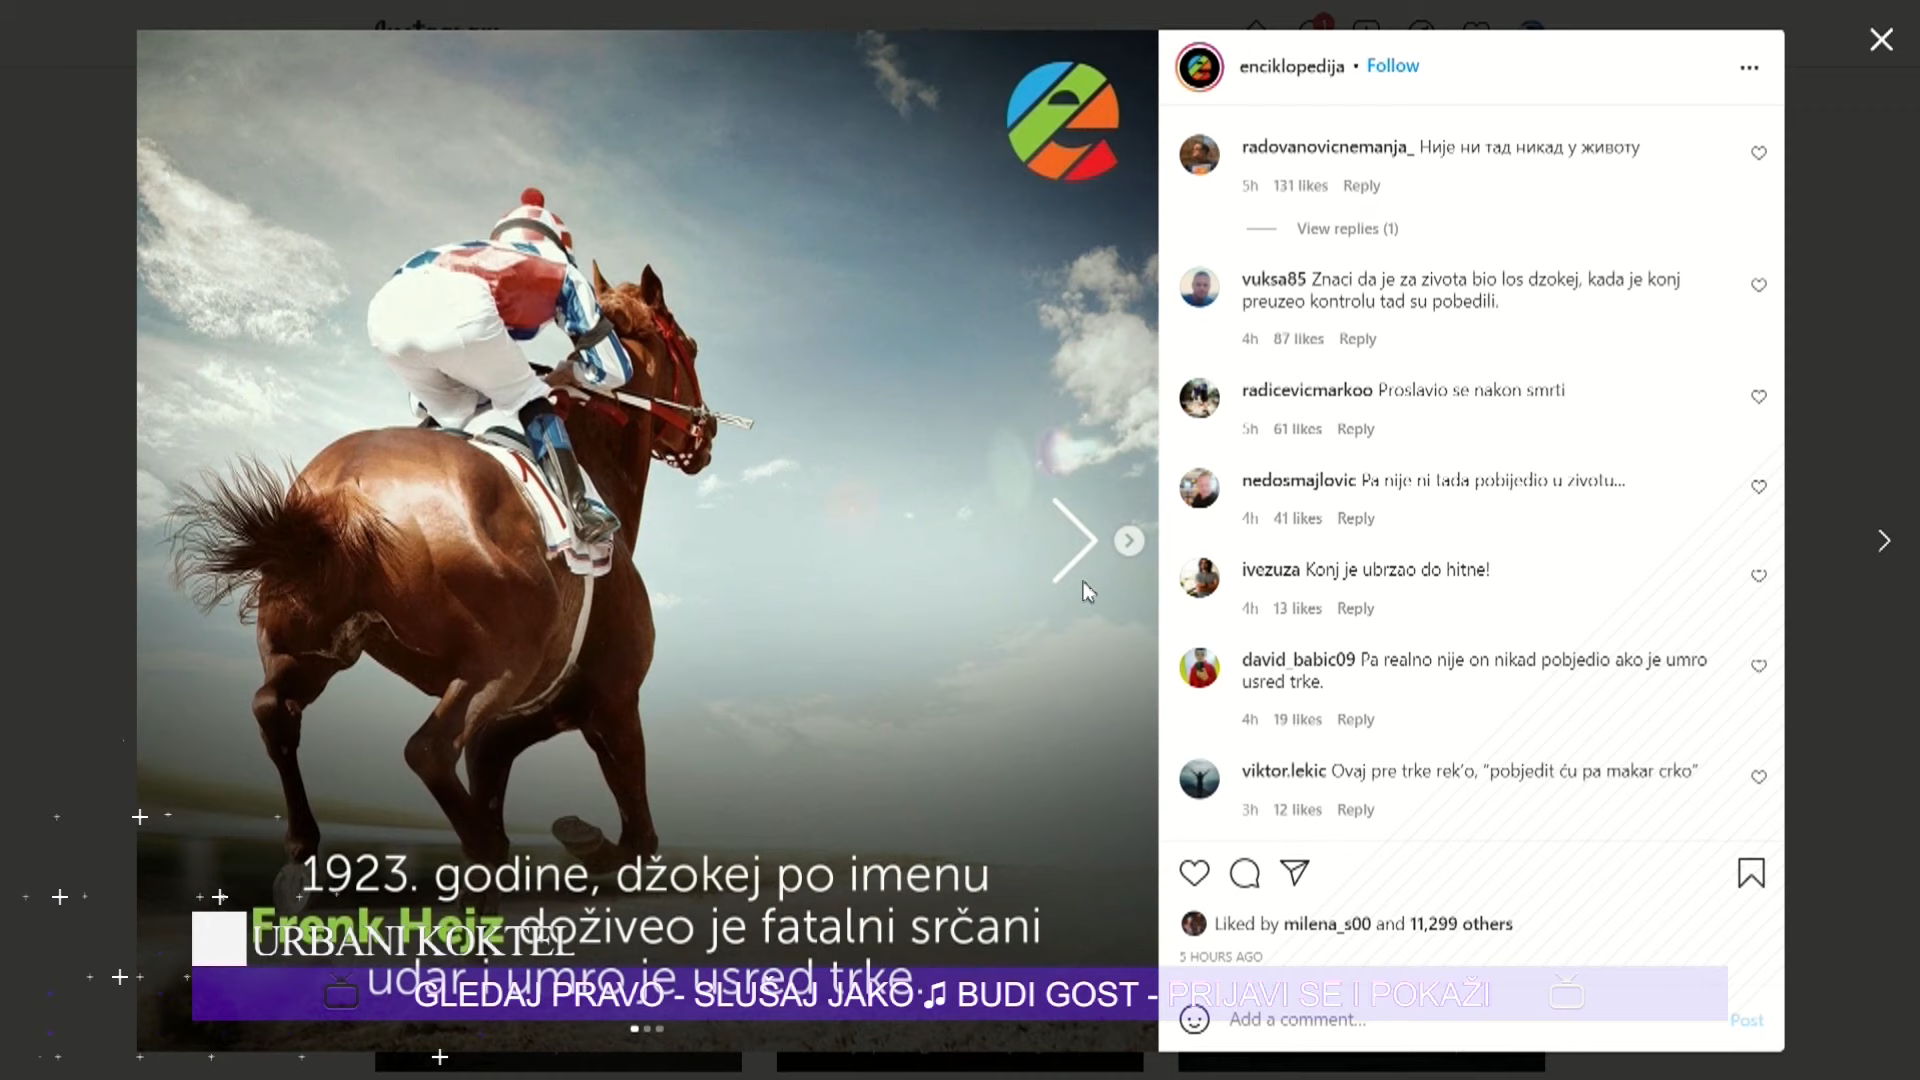 enciklopedija • Follow
radovanovicnemanja_ Није ни тад никад у животу
5h 131 likes Reply
View replies (1)
vuksa85 Znaci da je za zivota bio los dzokej, kada je konj
preuzeo kontrolu tad su pobedili.
4h 87 likes Reply
radicevicmarkoo Proslavio se nakon smrti
5h 61 likes Reply
nedosmajlovic Pa nije ni tada pobijedio u zivotu...
4h 41 likes Reply
ivezuza Konj je ubrzao do hitne!
4h 13 likes Reply
david_babic09 Pa realno nije on nikad pobjedio ako je umro
usred trke.
4h 19 likes Reply
viktor.lekic Ovaj pre trke rek’o, “pobjedit ću pa makar crko”
3h 12 likes Reply
Liked by milena_s00 and 11,299 others
5 HOURS AGO
Add a comment... Post
1923. godine, džokej po imenu
Frenk Hejz doživeo je fatalni srčani
udar i umro je usred trke...
URBANI KOKTEL
GLEDAJ PRAVO - SLUŠAJ JAKO ♫ BUDI GOST - PRIJAVI SE I POKAŽI